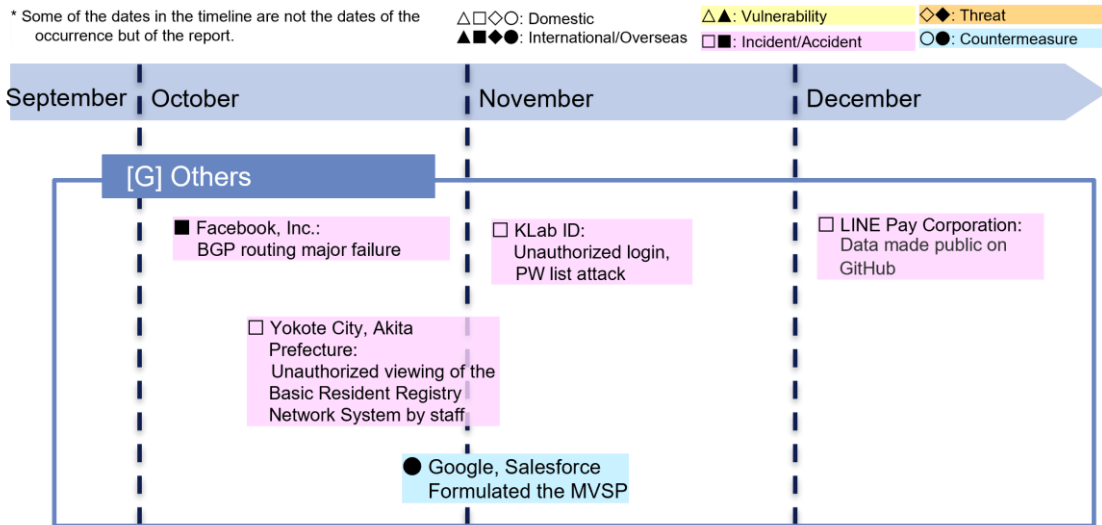 * Some of the dates in the timeline are not the dates of the
occurrence but of the report.
△□◇○: Domestic
▲■◆●: International/Overseas
△▲: Vulnerability
□■: Incident/Accident
◇◆: Threat
○●: Countermeasure
September
October
November
December
[G] Others
■ Facebook, Inc.:
BGP routing major failure
□ KLab ID:
Unauthorized login,
PW list attack
□ LINE Pay Corporation:
Data made public on
GitHub
□ Yokote City, Akita
Prefecture:
Unauthorized viewing of the
Basic Resident Registry
Network System by staff
● Google, Salesforce
Formulated the MVSP